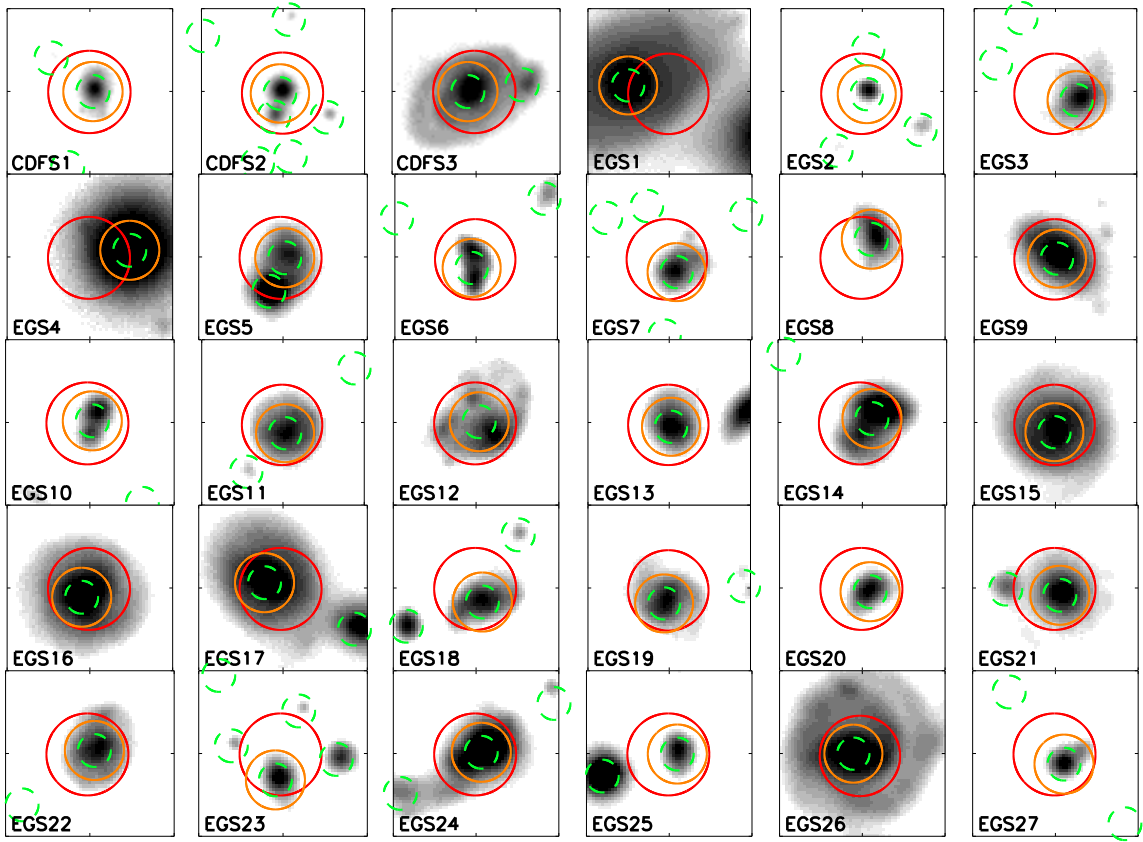 CDFS1 CDFS2 CDFS3 EGS1 EGS2 EGS3
EGS4 EGS5 EGS6 EGS7 EGS8 EGS9
EGS10 EGS11 EGS12 EGS13 EGS14 EGS15
EGS16 EGS17 EGS18 EGS19 EGS20 EGS21
EGS22 EGS23 EGS24 EGS25 EGS26 EGS27